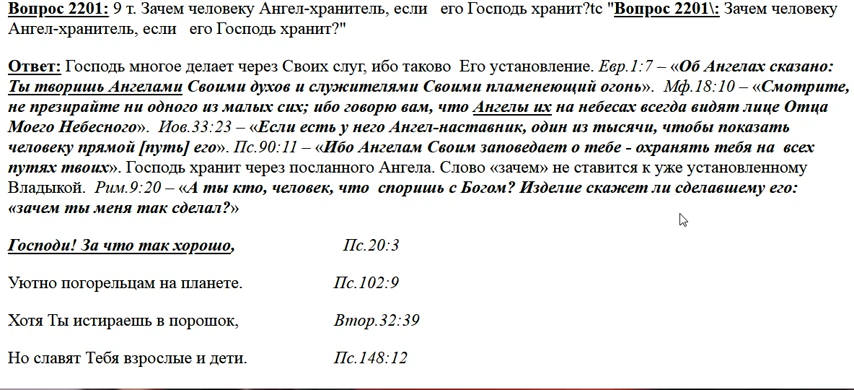 Вопрос 2201: 9 т. Зачем человеку Ангел-хранитель, если его Господь хранит?tc "Вопрос 2201\: Зачем человеку
Ангел-хранитель, если его Господь хранит?"
Ответ: Господь многое делает через Своих слуг, ибо таково Его установление. Евр.1:7 – «Об Ангелах сказано:
Ты творишь Ангелами Своими духов и служителями Своими пламенеющий огонь». Мф.18:10 – «Смотрите,
не презирайте ни одного из малых сих; ибо говорю вам, что Ангелы их на небесах всегда видят лице Отца
Моего Небесного». Иов.33:23 – «Если есть у него Ангел-наставник, один из тысячи, чтобы показать
человеку прямой [путь] его». Пс.90:11 – «Ибо Ангелам Своим заповедает о тебе - охранять тебя на всех
путях твоих». Господь хранит через посланного Ангела. Слово «зачем» не ставится к уже установленному
Владыкой. Рим.9:20 – «А ты кто, человек, что споришь с Богом? Изделие скажет ли сделавшему его:
«зачем ты меня так сделал?»
Господи! За что так хорошо, Пс.20:3
Уютно погорельцам на планете. Пс.102:9
Хотя Ты истираешь в порошок, Втор.32:39
Но славят Тебя взрослые и дети. Пс.148:12